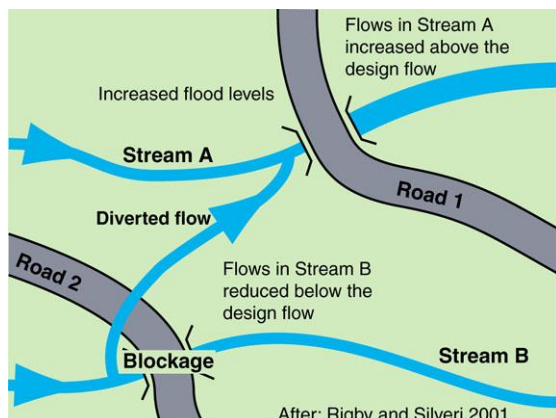 Flows in Stream A
increased above the
design flow
Increased flood levels
Stream A
Road 1
Diverted flow
Road 2
Flows in Stream B
reduced below the
design flow
Blockage
Stream B
After: Rigby and Silveri 2001